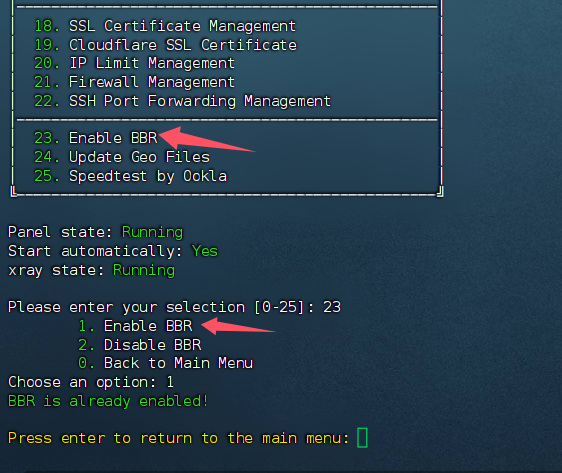 18. SSL Certificate Management
19. Cloudflare SSL Certificate
20. IP Limit Management
21. Firewall Management
22. SSH Port Forwarding Management
23. Enable BBR
24. Update Geo Files
25. Speedtest by Ookla
Panel state: Running
Start automatically: Yes
xray state: Running
Please enter your selection [0-25]: 23
1. Enable BBR
2. Disable BBR
0. Back to Main Menu
Choose an option: 1
BBR is already enabled!
Press enter to return to the main menu: